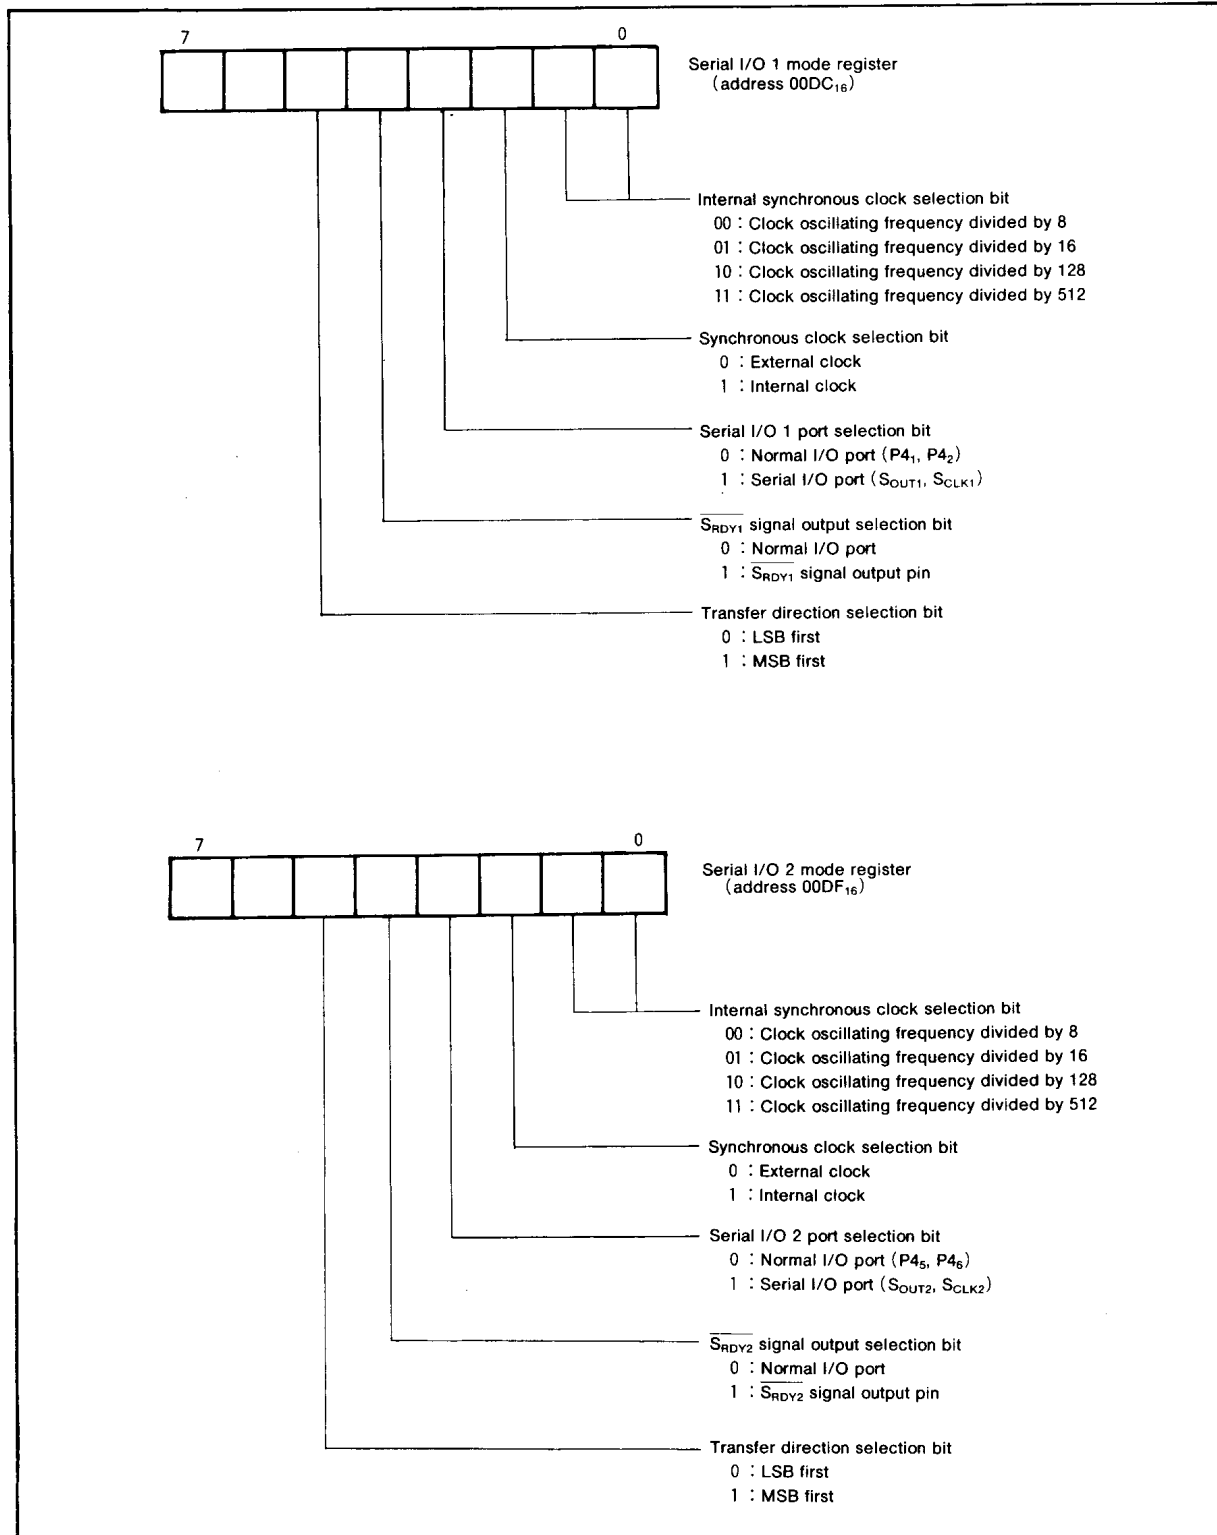 7 0
Serial I/O 1 mode register
(address 00DC₁₆)
Internal synchronous clock selection bit
00 : Clock oscillating frequency divided by 8
01 : Clock oscillating frequency divided by 16
10 : Clock oscillating frequency divided by 128
11 : Clock oscillating frequency divided by 512
Synchronous clock selection bit
0 : External clock
1 : Internal clock
Serial I/O 1 port selection bit
0 : Normal I/O port (P4₁, P4₂)
1 : Serial I/O port (S_OUT1, S_CLK1)
S̅_RDY1 signal output selection bit
0 : Normal I/O port
1 : S̅_RDY1 signal output pin
Transfer direction selection bit
0 : LSB first
1 : MSB first
7 0
Serial I/O 2 mode register
(address 00DF₁₆)
Internal synchronous clock selection bit
00 : Clock oscillating frequency divided by 8
01 : Clock oscillating frequency divided by 16
10 : Clock oscillating frequency divided by 128
11 : Clock oscillating frequency divided by 512
Synchronous clock selection bit
0 : External clock
1 : Internal clock
Serial I/O 2 port selection bit
0 : Normal I/O port (P4₅, P4₆)
1 : Serial I/O port (S_OUT2, S_CLK2)
S̅_RDY2 signal output selection bit
0 : Normal I/O port
1 : S̅_RDY2 signal output pin
Transfer direction selection bit
0 : LSB first
1 : MSB first